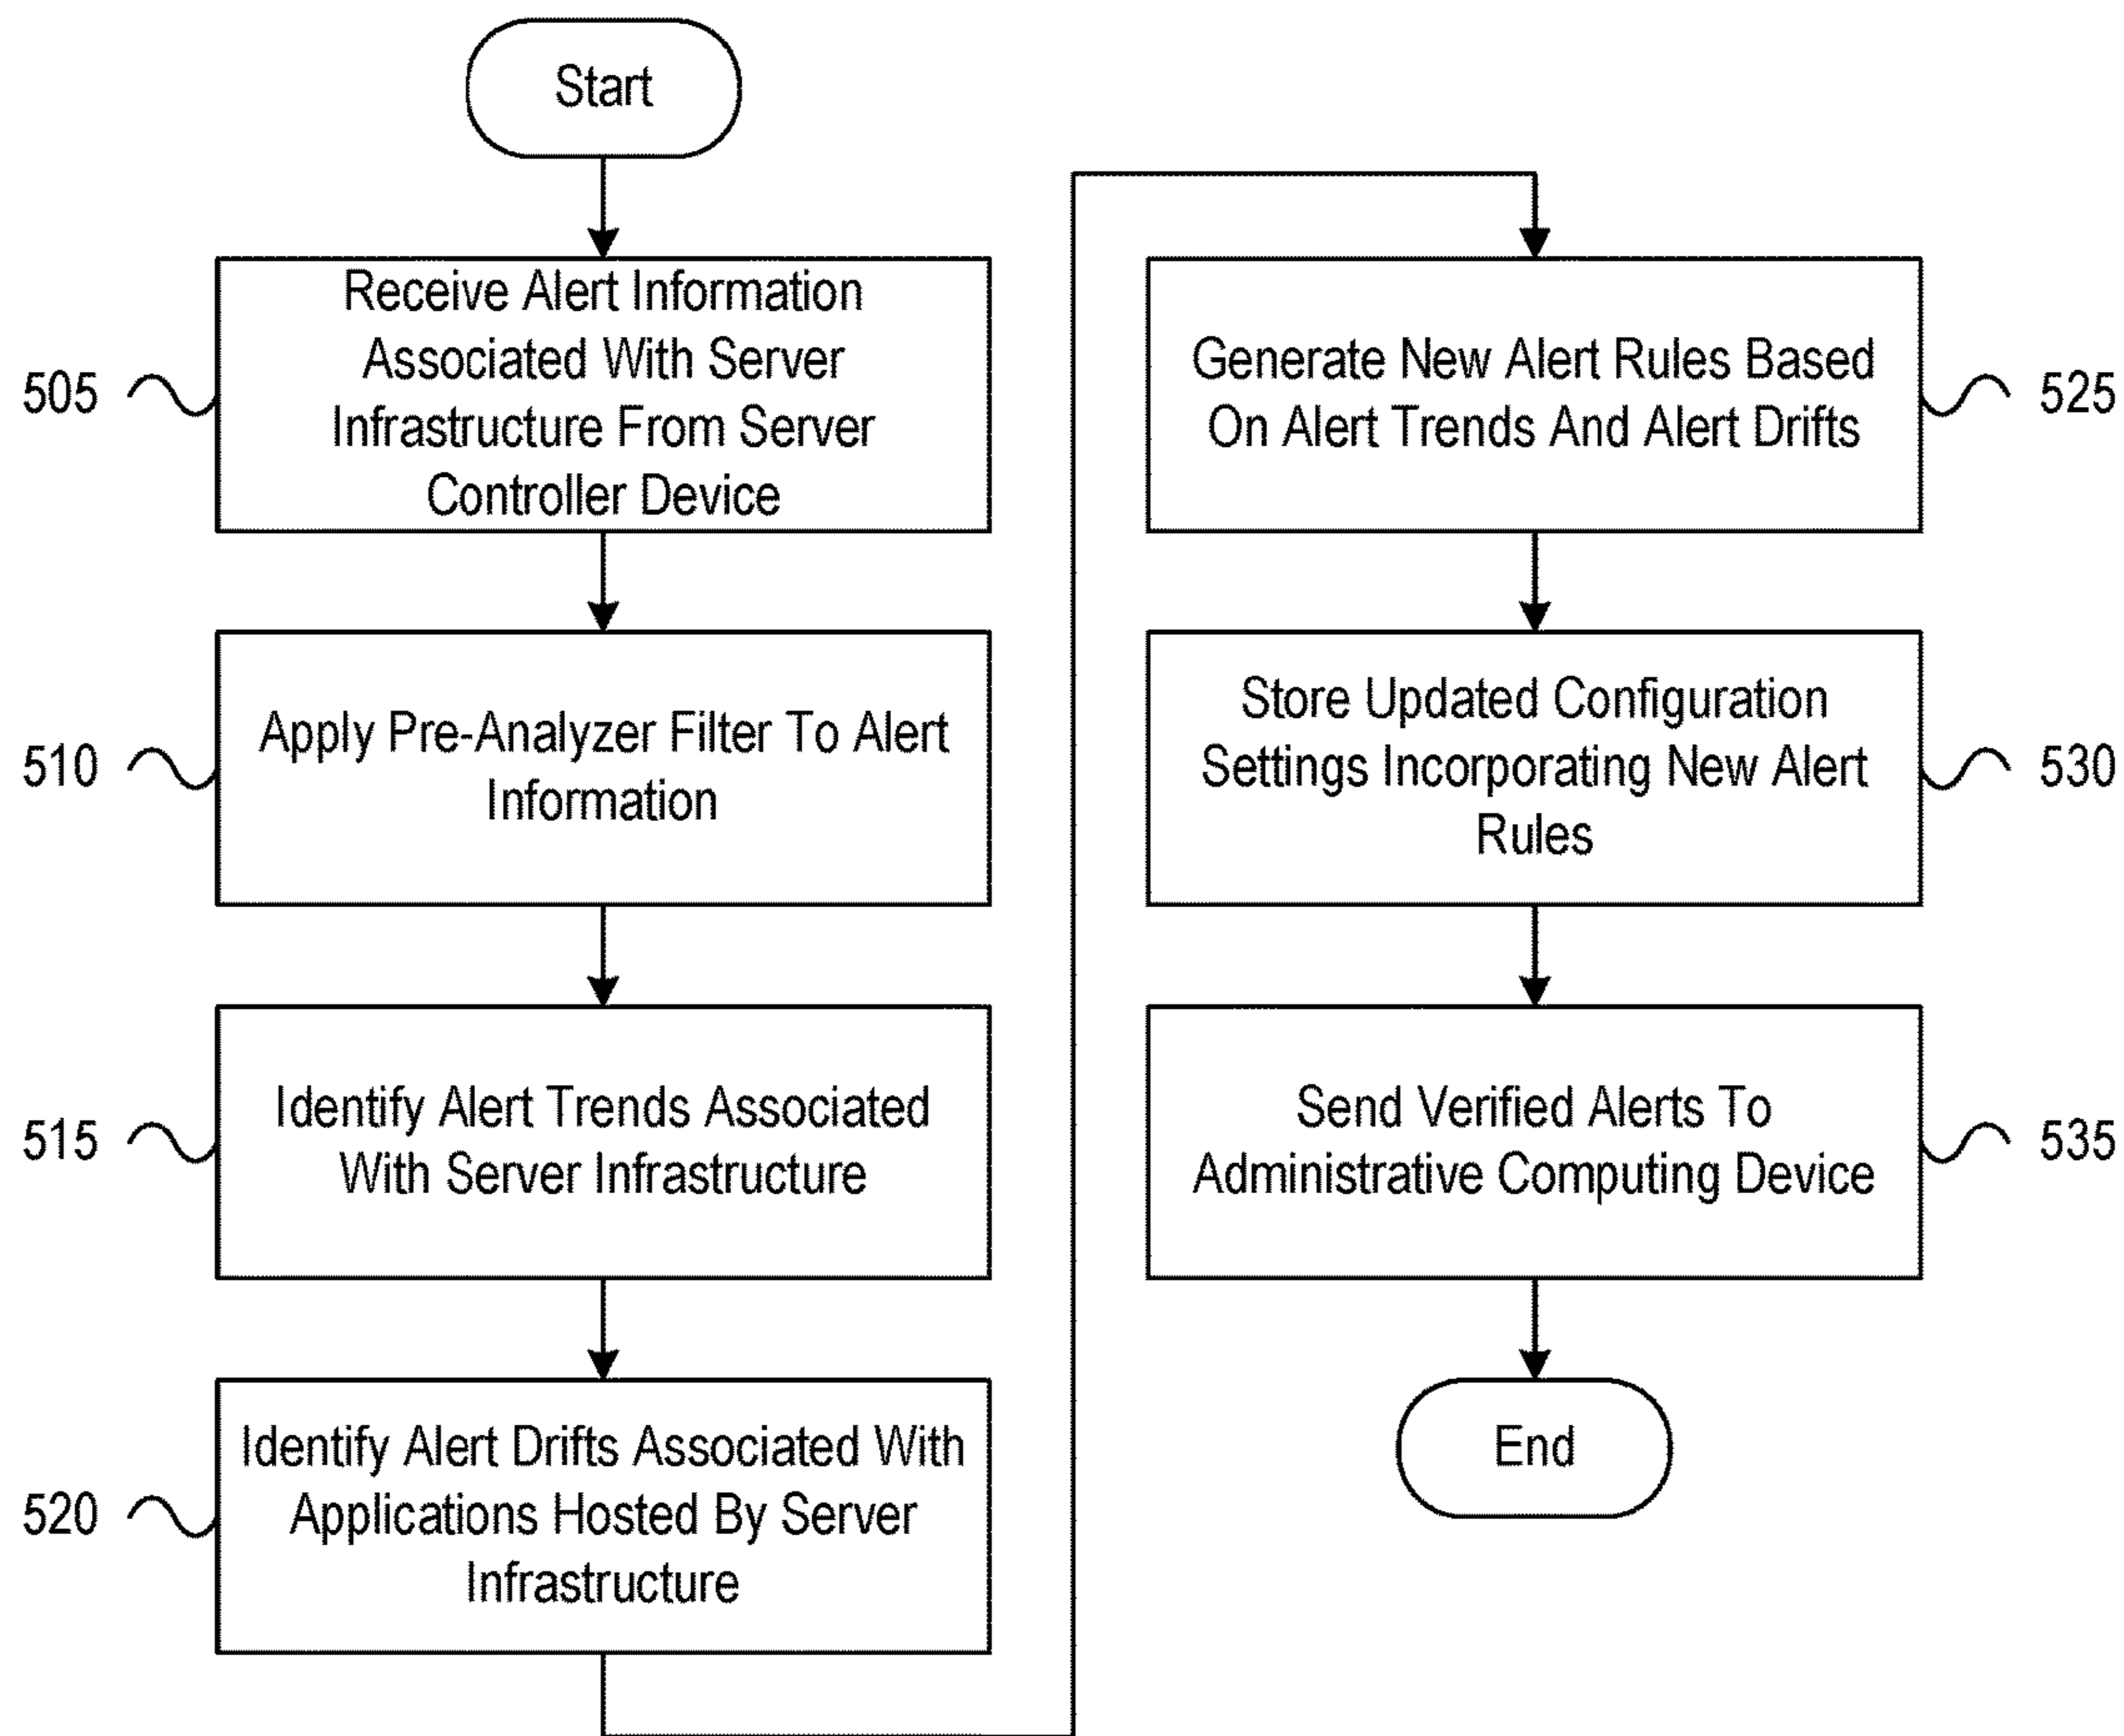 Start
505
Receive Alert Information
Associated With Server
Infrastructure From Server
Controller Device
510
Apply Pre-Analyzer Filter To Alert
Information
515
Identify Alert Trends Associated
With Server Infrastructure
520
Identify Alert Drifts Associated With
Applications Hosted By Server
Infrastructure
Generate New Alert Rules Based
On Alert Trends And Alert Drifts
525
Store Updated Configuration
Settings Incorporating New Alert
Rules
530
Send Verified Alerts To
Administrative Computing Device
535
End